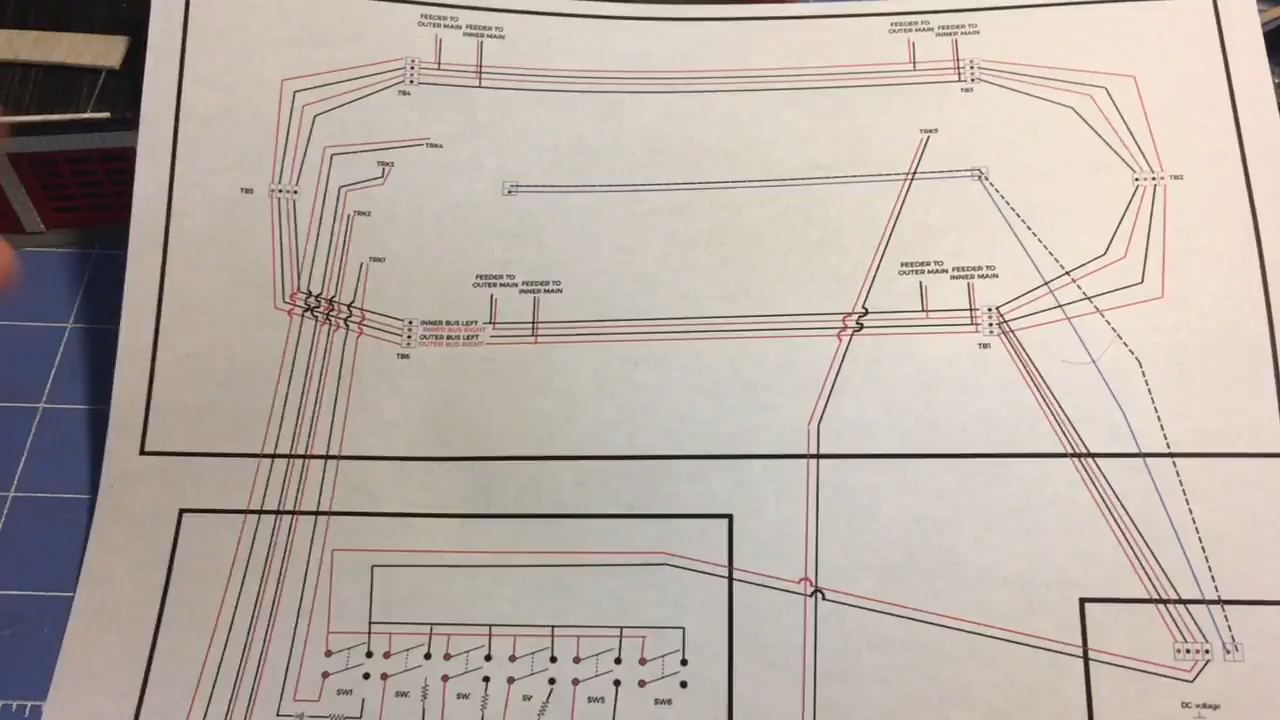 FEEDER TO
OUTER MAIN
FEEDER TO
INNER MAIN
FEEDER TO
OUTER MAIN
FEEDER TO
INNER MAIN
TB4
TB3
TRK5
TRK4
TRK3
TB5
TB2
TRK2
TRK1
FEEDER TO
OUTER MAIN
FEEDER TO
INNER MAIN
FEEDER TO
OUTER MAIN
FEEDER TO
INNER MAIN
INNER BUS LEFT
INNER BUS RIGHT
OUTER BUS LEFT
OUTER BUS RIGHT
TB6
TB1
SW1
SW5
SW6
DC voltage